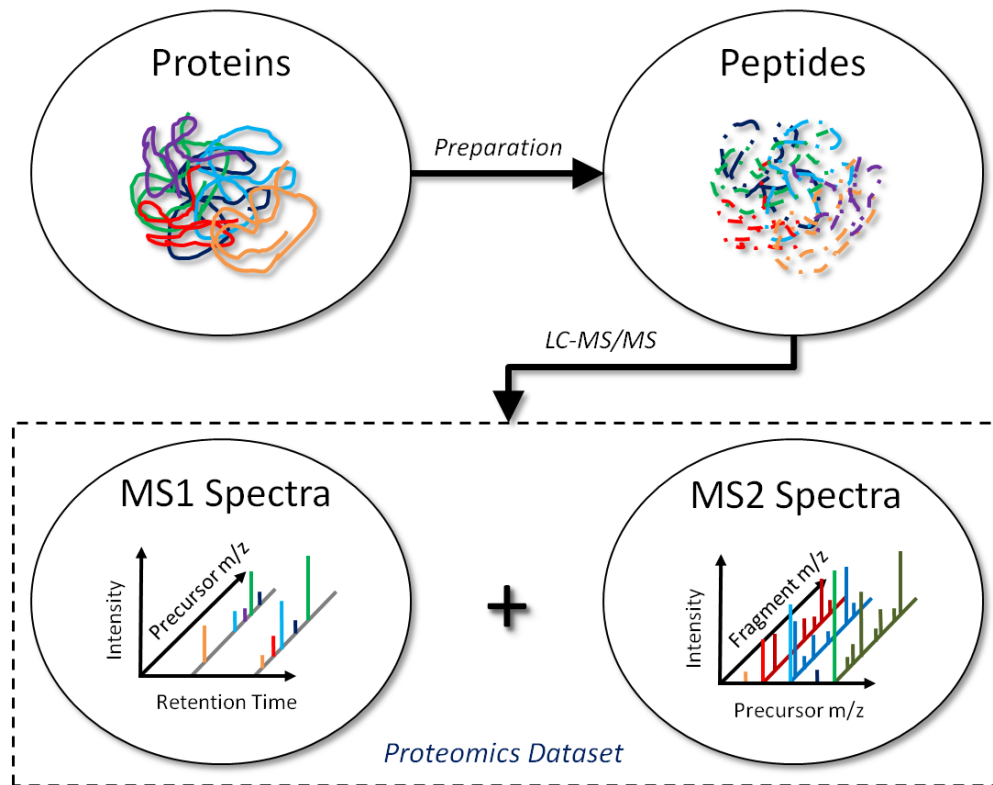 Proteins
Peptides
Preparation
LC-MS/MS
MS1 Spectra
MS2 Spectra
Intensity
Precursor m/z
Retention Time
+
Intensity
Fragment m/z
Precursor m/z
Proteomics Dataset